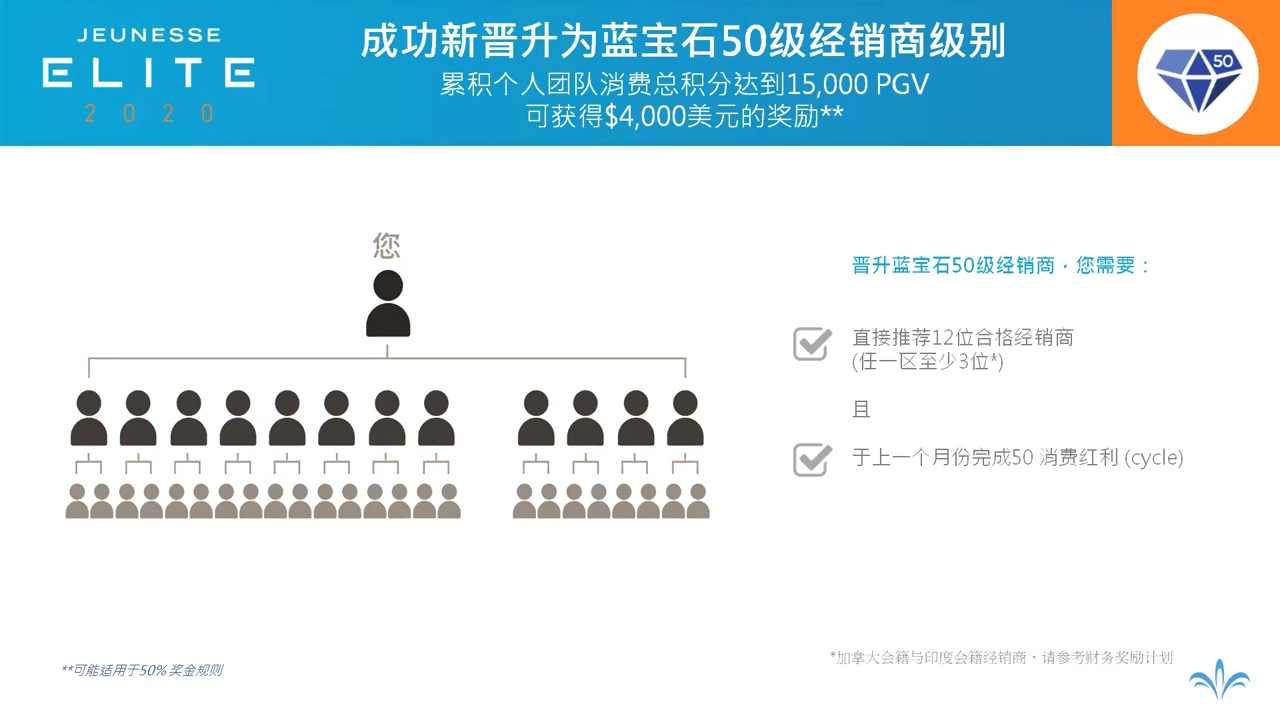 JEUNESSE
ELITE
2020
成功新晋升为蓝宝石50级经销商级别
累积个人团队消费总积分达到15,000 PGV
可获得$4,000美元的奖励**
50
您
晋升蓝宝石50级经销商，您需要：
直接推荐12位合格经销商
(任一区至少3位*)
且
于上一个月份完成50 消费红利 (cycle)
**可能适用于50% 奖金规则
*加拿大会籍与印度会籍经销商，请参考财务奖励计划